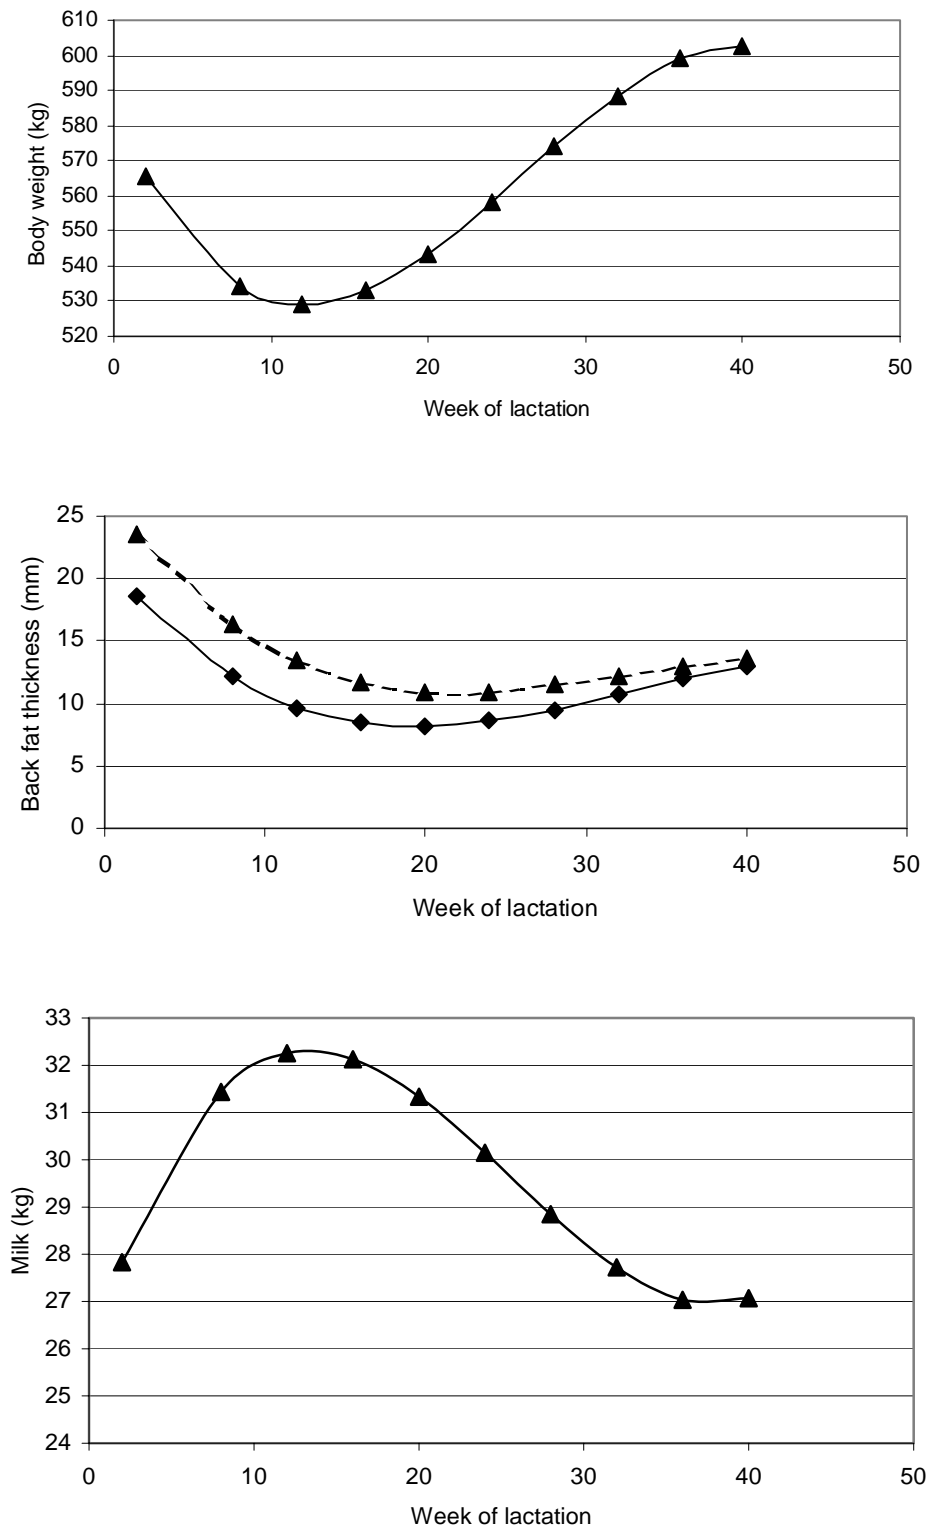 610
600
590
580
570
560
550
540
530
520
Body weight (kg)
0 10 20 30 40 50
Week of lactation
25
20
15
10
5
0
Back fat thickness (mm)
0 10 20 30 40 50
Week of lactation
33
32
31
30
29
28
27
26
25
24
Milk (kg)
0 10 20 30 40 50
Week of lactation